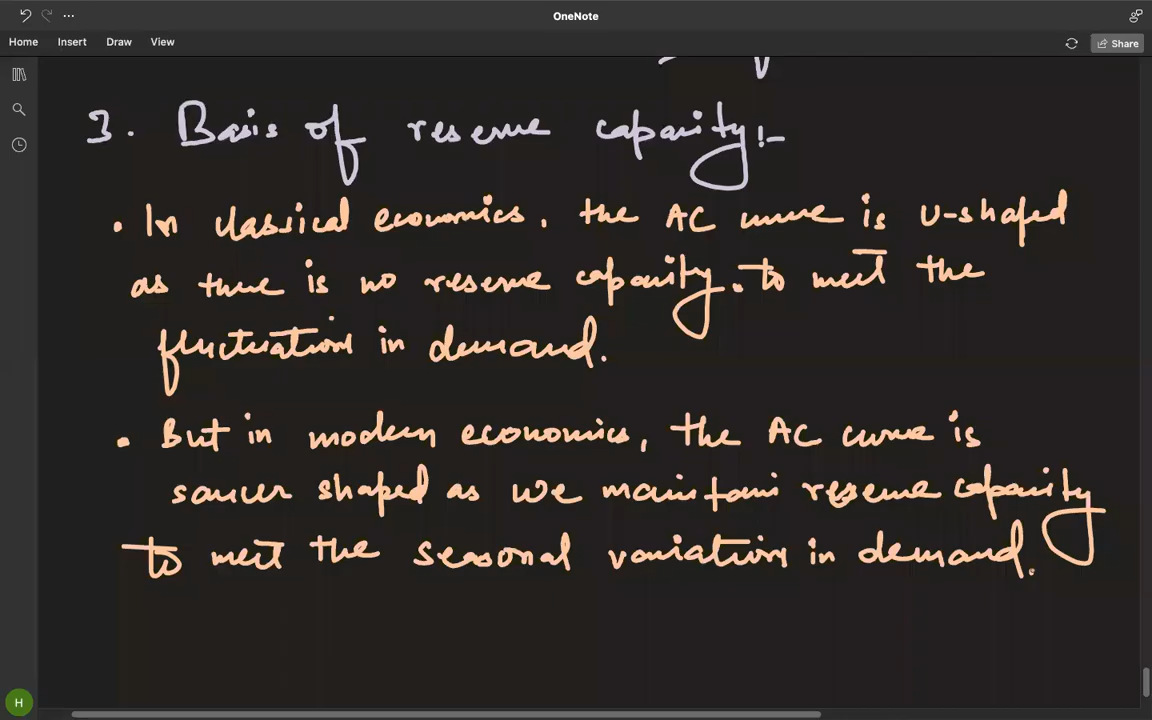 OneNote
Home Insert Draw View
Share
3. Basis of reserve capacity:-
• In classical economics, the AC curve is U-shaped
as there is no reserve capacity. to meet the
fluctuations in demand.
• But in modern economics, the AC curve is
saucer shaped as we maintain reserve capacity
to meet the seasonal variation in demand.
H